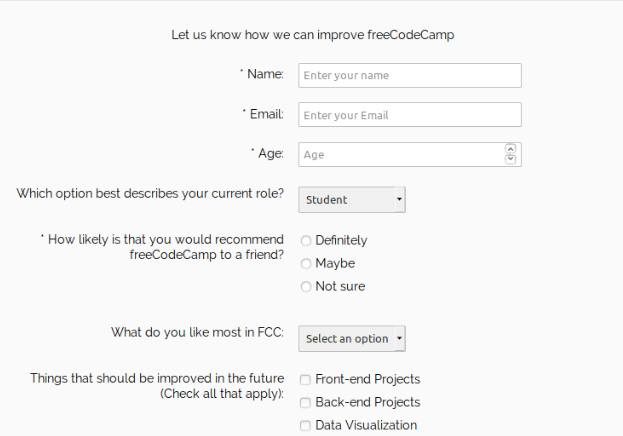 Let us know how we can improve freeCodeCamp
* Name: Enter your name
* Email: Enter your Email
* Age: Age
Which option best describes your current role? Student
* How likely is that you would recommend
freeCodeCamp to a friend?
Definitely
Maybe
Not sure
What do you like most in FCC: Select an option
Things that should be improved in the future
(Check all that apply):
Front-end Projects
Back-end Projects
Data Visualization